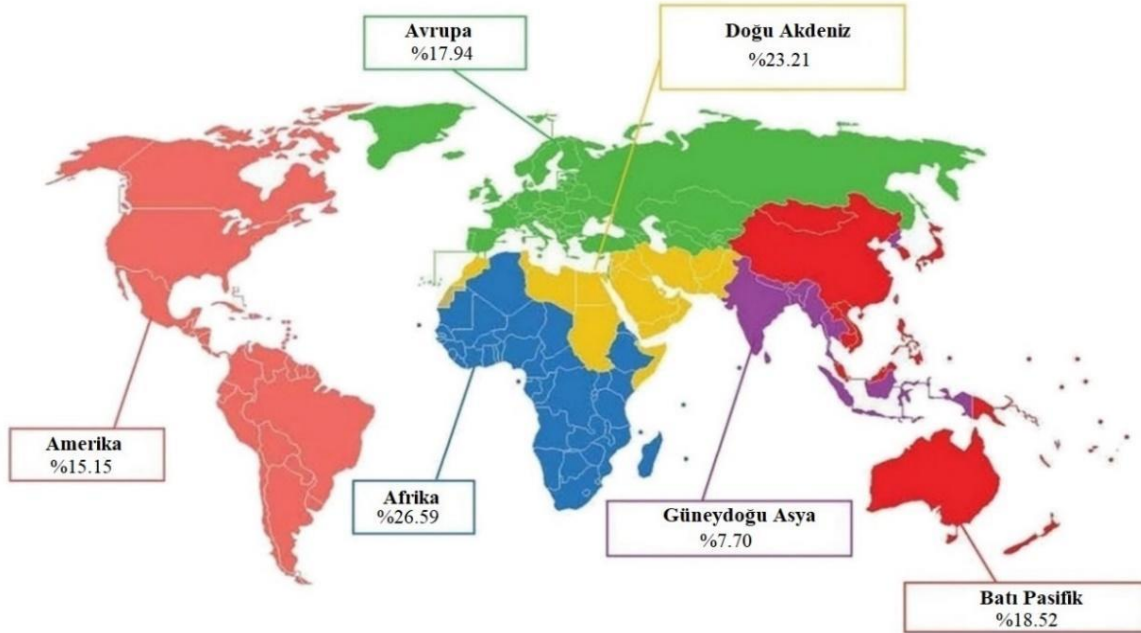 Avrupa
%17.94
Doğu Akdeniz
%23.21
Amerika
%15.15
Afrika
%26.59
Güneydoğu Asya
%7.70
Batı Pasifik
%18.52